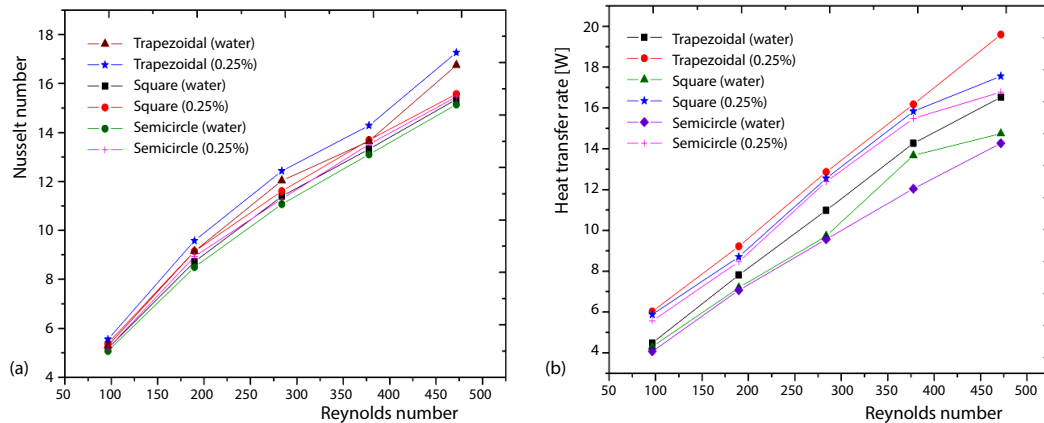 18
16
14
12
10
8
6
4
Nusselt number
Trapezoidal (water)
Trapezoidal (0.25%)
Square (water)
Square (0.25%)
Semicircle (water)
Semicircle (0.25%)
50 100 150 200 250 300 350 400 450 500
Reynolds number
(a)
20
18
16
14
12
10
8
6
4
Heat transfer rate [W]
Trapezoidal (water)
Trapezoidal (0.25%)
Square (water)
Square (0.25%)
Semicircle (water)
Semicircle (0.25%)
50 100 150 200 250 300 350 400 450 500
Reynolds number
(b)